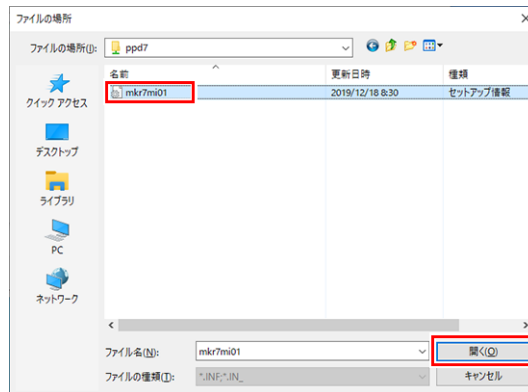 ファイルの場所
ファイルの場所(I):
ppd7
名前
更新日時
種類
mkr7mi01
2019/12/18 8:30
セットアップ情報
クイック アクセス
デスクトップ
ライブラリ
PC
ネットワーク
ファイル名(N):
mkr7mi01
開く(O)
ファイルの種類(T):
*.INF;*.IN_
キャンセル